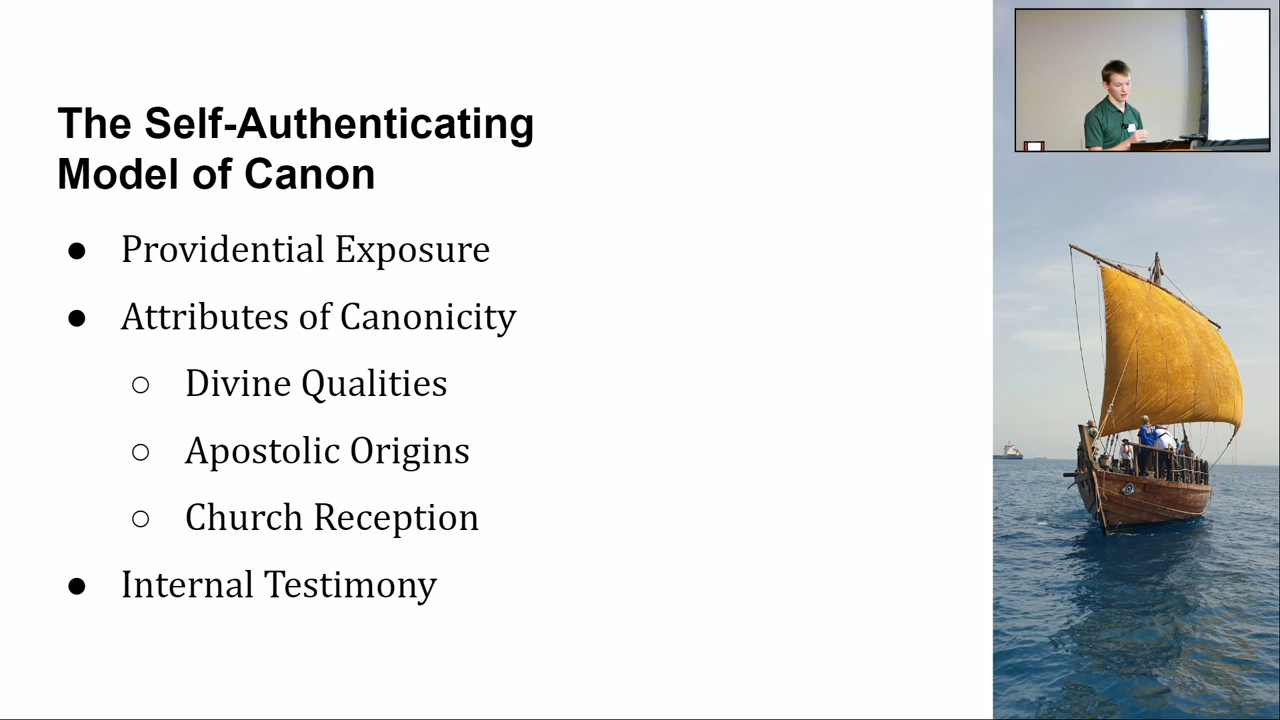 The Self-Authenticating
Model of Canon
● Providential Exposure
● Attributes of Canonicity
○ Divine Qualities
○ Apostolic Origins
○ Church Reception
● Internal Testimony